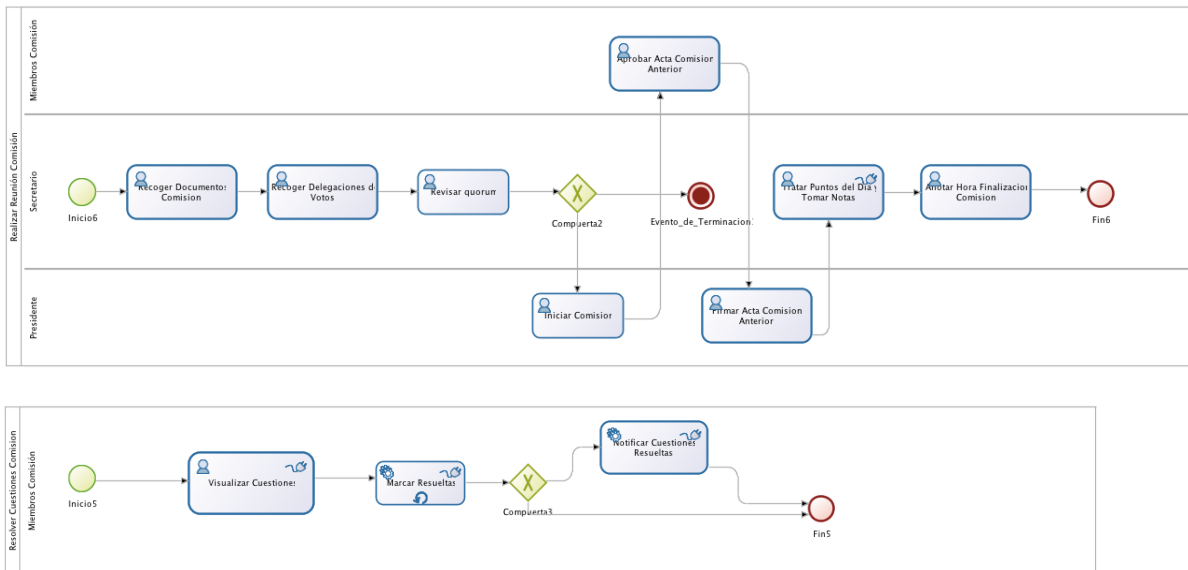 Realizar Reunión Comisión
Miembros Comisión
Aprobar Acta Comision
Anterior
Secretario
Inicio6
Recoger Documentos
Comision
Recoger Delegaciones de
Votos
Revisar quorum
Compuerta2
Evento_de_Terminacion
Tratar Puntos del Día y
Tomar Notas
Anotar Hora Finalizacion
Comision
Fin6
Presidente
Iniciar Comision
Firmar Acta Comision
Anterior
Resolver Cuestiones Comision
Miembros Comisión
Inicio5
Visualizar Cuestiones
Marcar Resueltas
Compuerta3
Notificar Cuestiones
Resueltas
Fin5